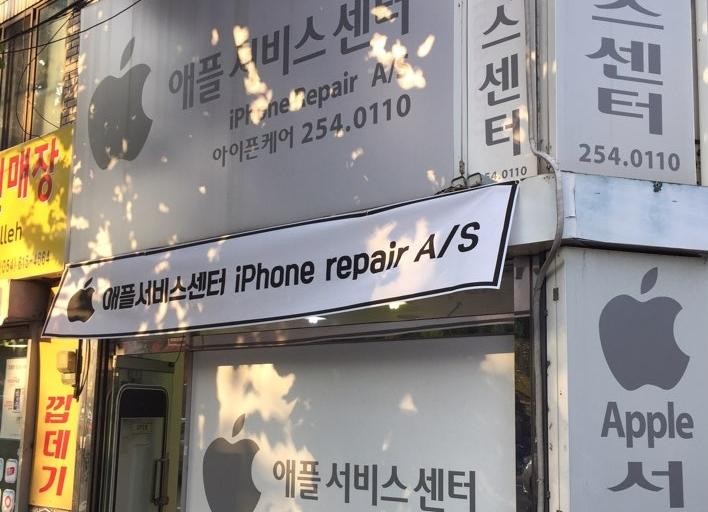 애플서비스센터
iPhone Repair A/S
아이폰케어 254.0110
스센터
54.0110
스센터
254.0110
매장
lleh
애플서비스센터 iPhone repair A/S
껍데기
애플서비스센터
Apple
서